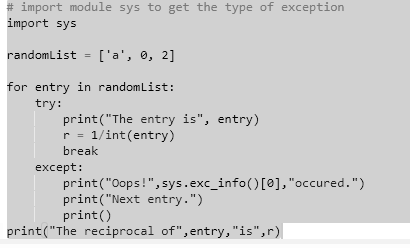 # import module sys to get the type of exception
import sys
randomList = ['a', 0, 2]
for entry in randomList:
    try:
        print("The entry is", entry)
        r = 1/int(entry)
        break
    except:
        print("Oops!",sys.exc_info()[0],"occured.")
        print("Next entry.")
        print()
print("The reciprocal of",entry,"is",r)